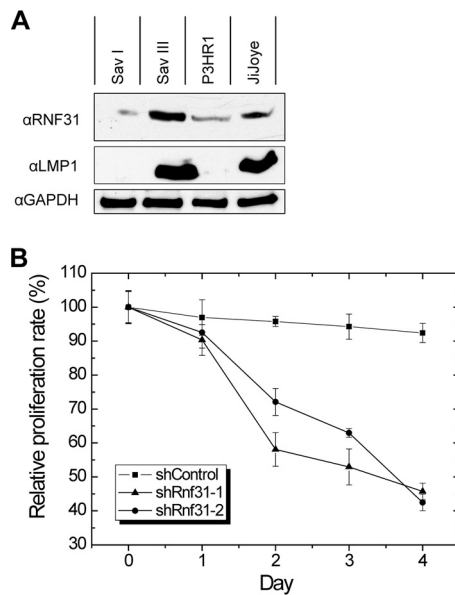 A
Sav I
Sav III
P3HR1
JiJoye
αRNF31
αLMP1
αGAPDH
B
110
100
90
80
70
60
50
40
30
Relative proliferation rate (%)
shControl
shRnf31-1
shRnf31-2
0 1 2 3 4
Day